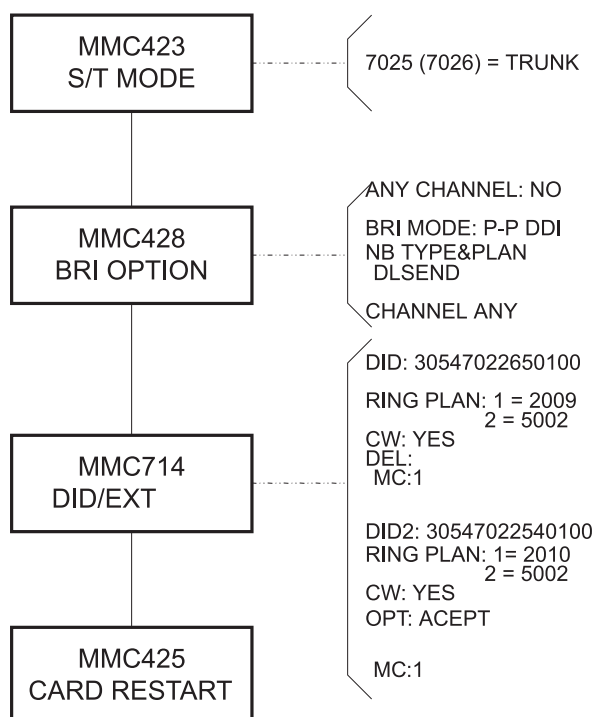 MMC423
S/T MODE
7025 (7026) = TRUNK
MMC428
BRI OPTION
ANY CHANNEL: NO
BRI MODE: P-P DDI
NB TYPE&PLAN
DLSEND
CHANNEL ANY
MMC714
DID/EXT
DID: 30547022650100
RING PLAN: 1 = 2009
2 = 5002
CW: YES
DEL:
MC:1
DID2: 30547022540100
RING PLAN: 1= 2010
2 = 5002
CW: YES
OPT: ACEPT
MC:1
MMC425
CARD RESTART